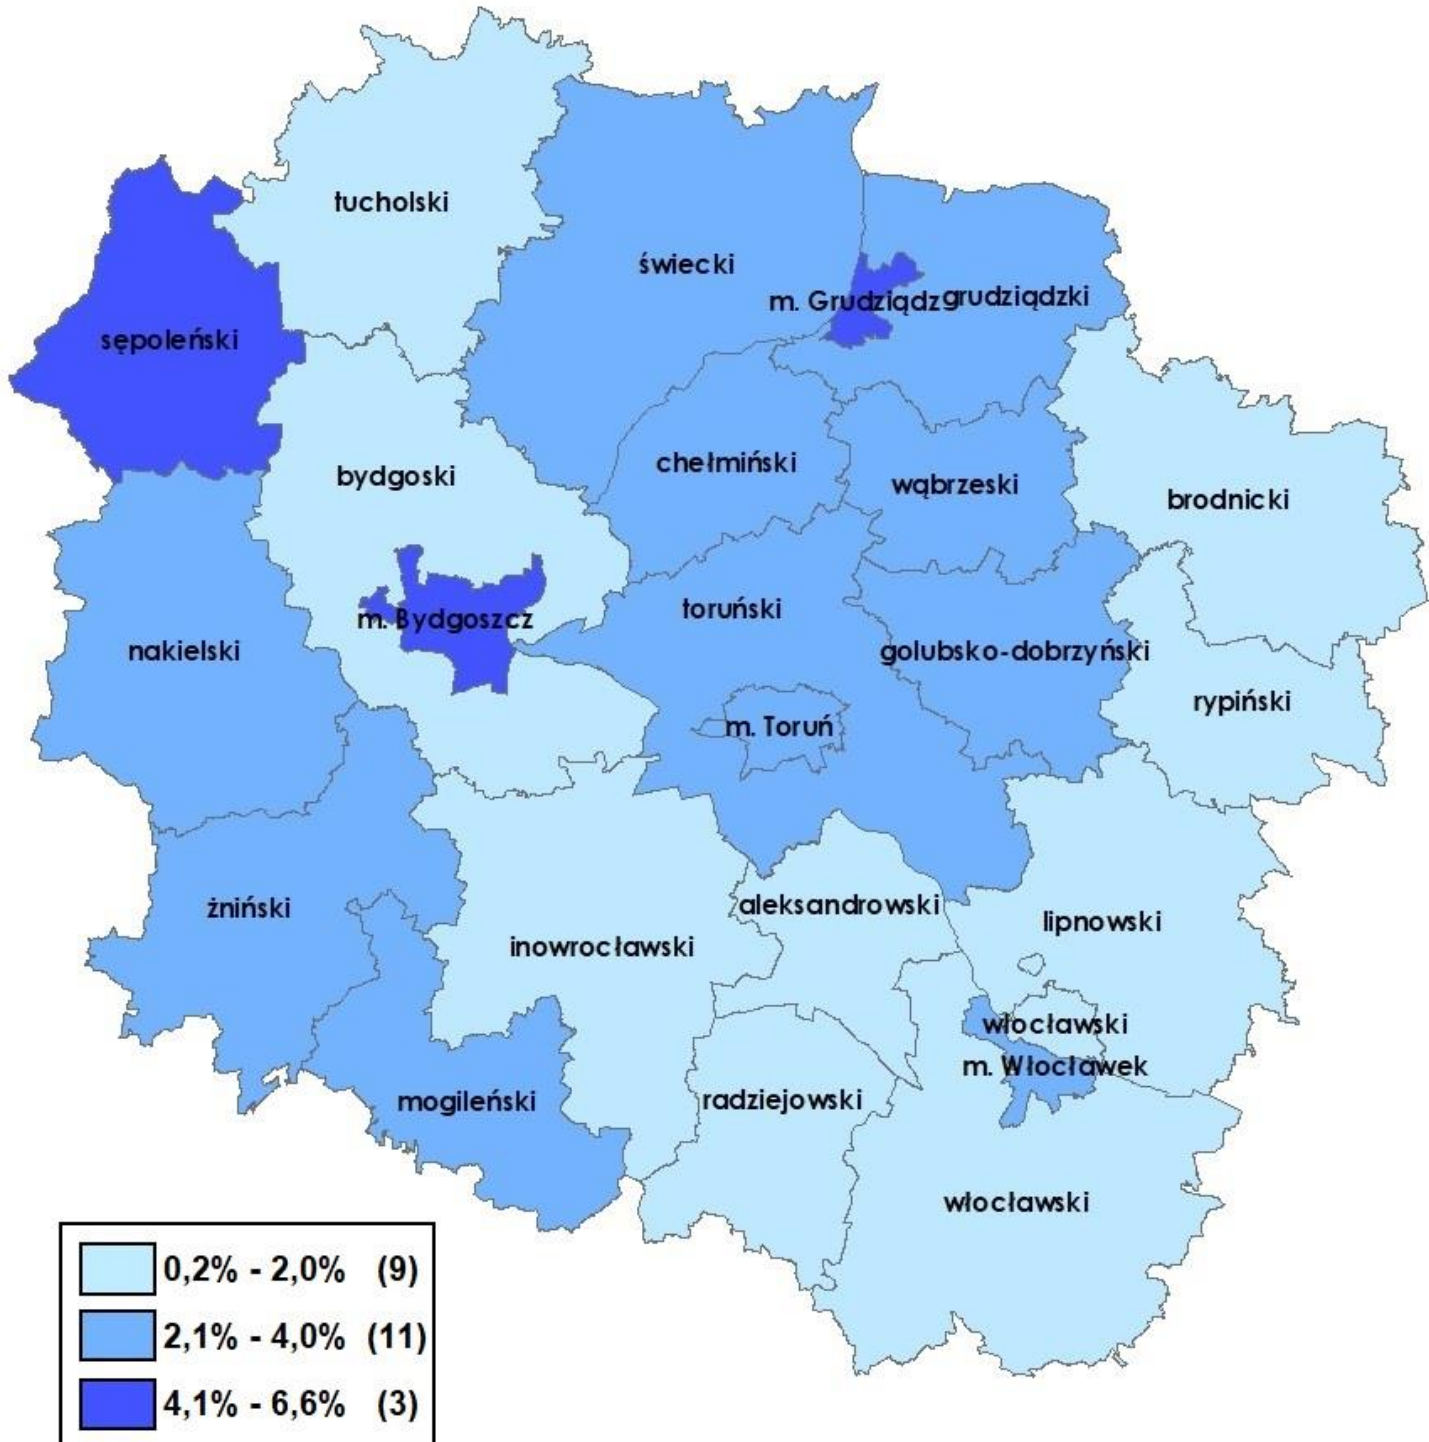 tucholski
świecki
m. Grudziądz
grudziądzki
sępoleński
chełmiński
bydgoski
wąbrzeski
brodnicki
m. Bydgoszcz
toruński
nakielski
golubsko-dobrzyński
rypiński
m. Toruń
żniński
aleksandrowski
lipnowski
inowrocławski
włocławski
m. Włocławek
mogileński
radziejowski
włocławski
0,2% - 2,0% (9)
2,1% - 4,0% (11)
4,1% - 6,6% (3)